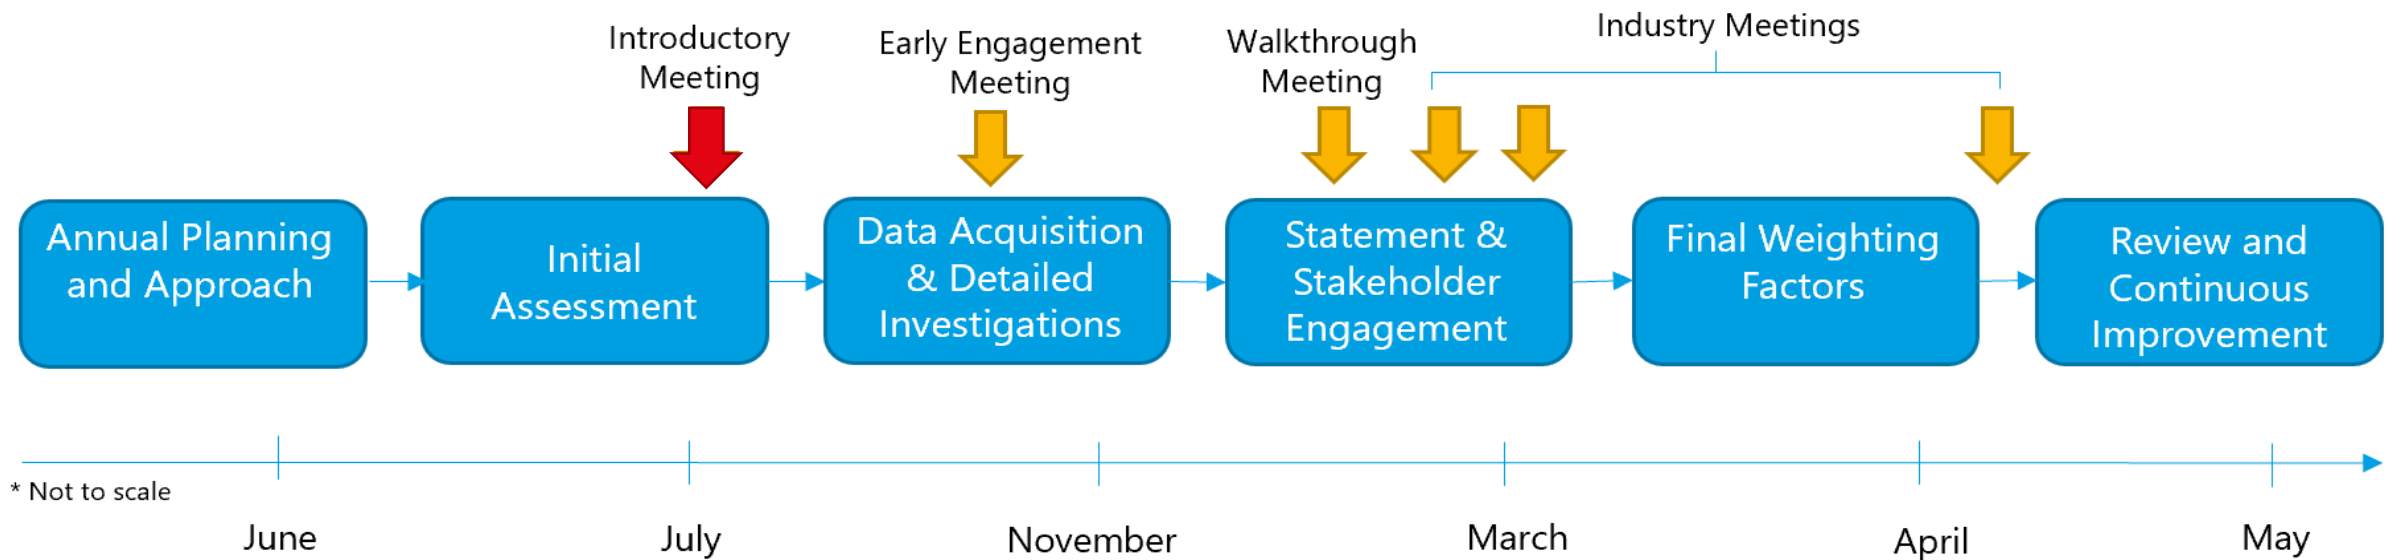 Introductory
Meeting
Early Engagement
Meeting
Walkthrough
Meeting
Industry Meetings
Annual Planning
and Approach
Initial
Assessment
Data Acquisition
& Detailed
Investigations
Statement &
Stakeholder
Engagement
Final Weighting
Factors
Review and
Continuous
Improvement
* Not to scale
June
July
November
March
April
May